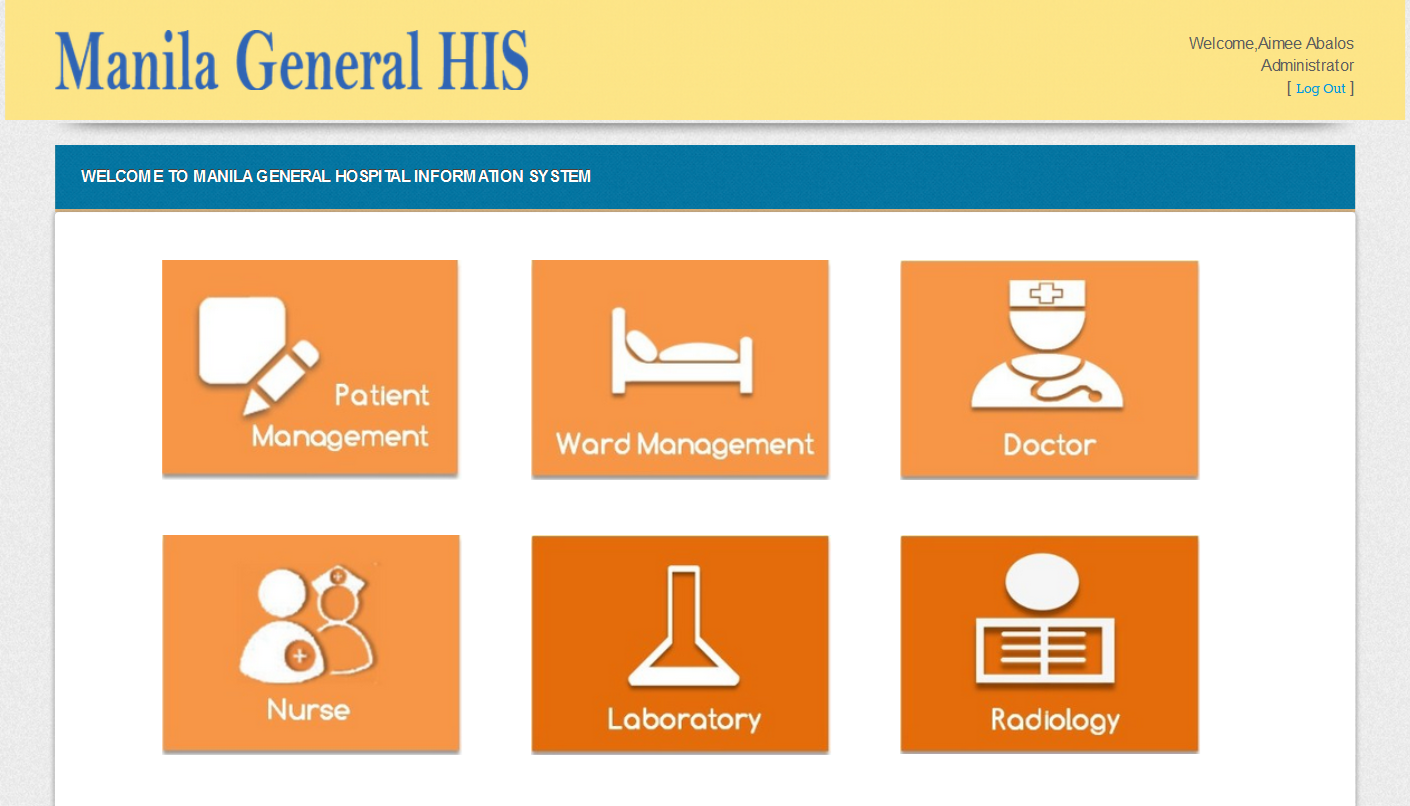 Manila General HIS
Welcome,Aimee Abalos
Administrator
[ Log Out ]
WELCOME TO MANILA GENERAL HOSPITAL INFORMATION SYSTEM
Patient
Management
Ward Management
Doctor
Nurse
Laboratory
Radiology